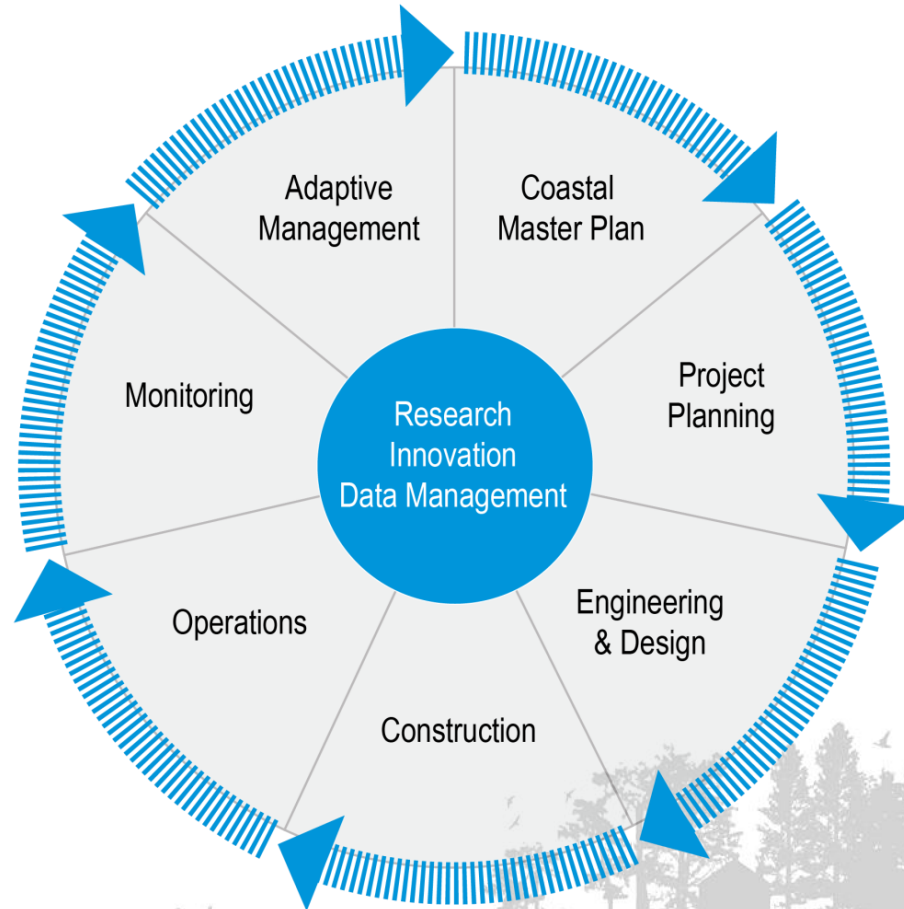 Adaptive
Management
Coastal
Master Plan
Project
Planning
Engineering
& Design
Construction
Operations
Monitoring
Research
Innovation
Data Management